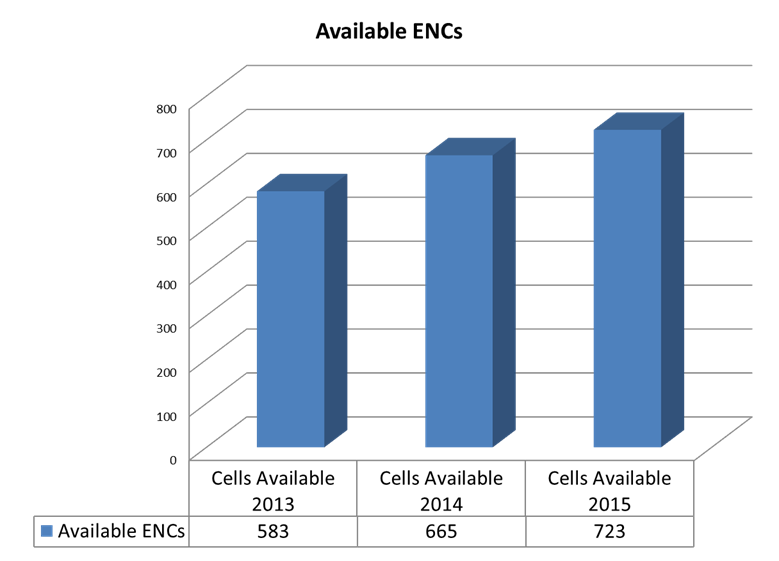 Available ENCs
800
700
600
500
400
300
200
100
0
Cells Available 2013
Cells Available 2014
Cells Available 2015
Available ENCs 583 665 723